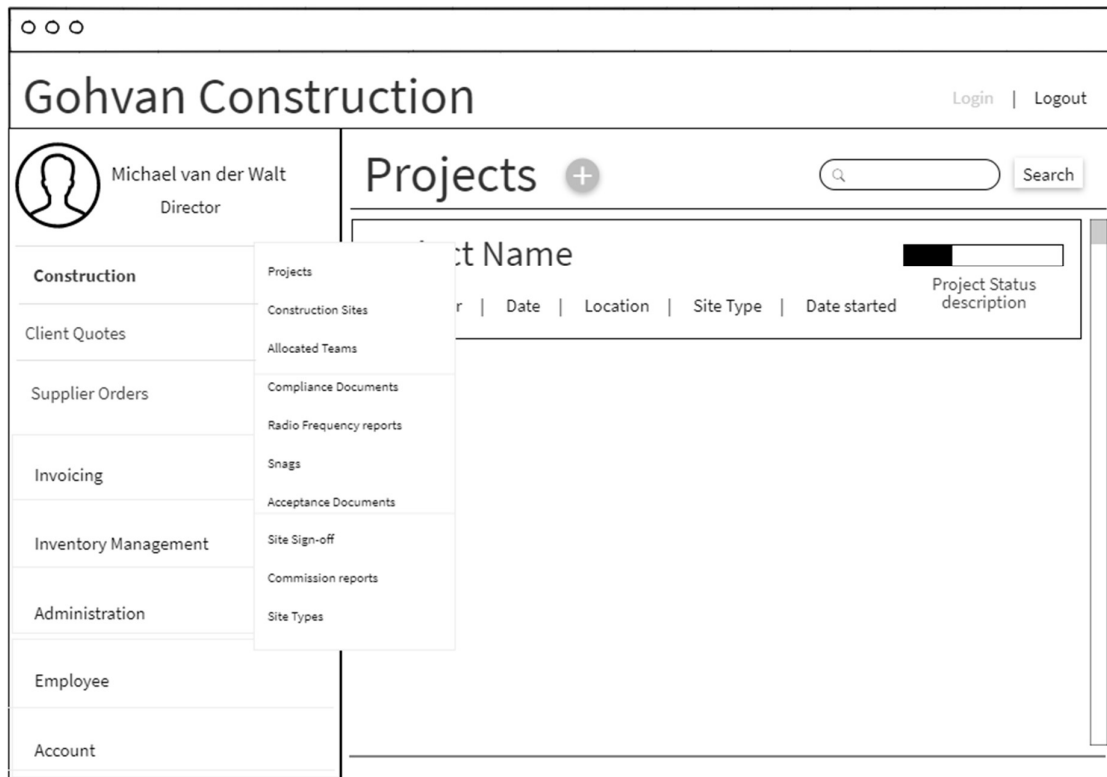 Gohvan Construction
Login | Logout
Michael van der Walt
Director
Construction
Client Quotes
Supplier Orders
Invoicing
Inventory Management
Administration
Employee
Account
Projects
Construction Sites
Allocated Teams
Compliance Documents
Radio Frequency reports
Snags
Acceptance Documents
Site Sign-off
Commission reports
Site Types
Projects +
Search
Name
Project Status
description
| Date | Location | Site Type | Date started